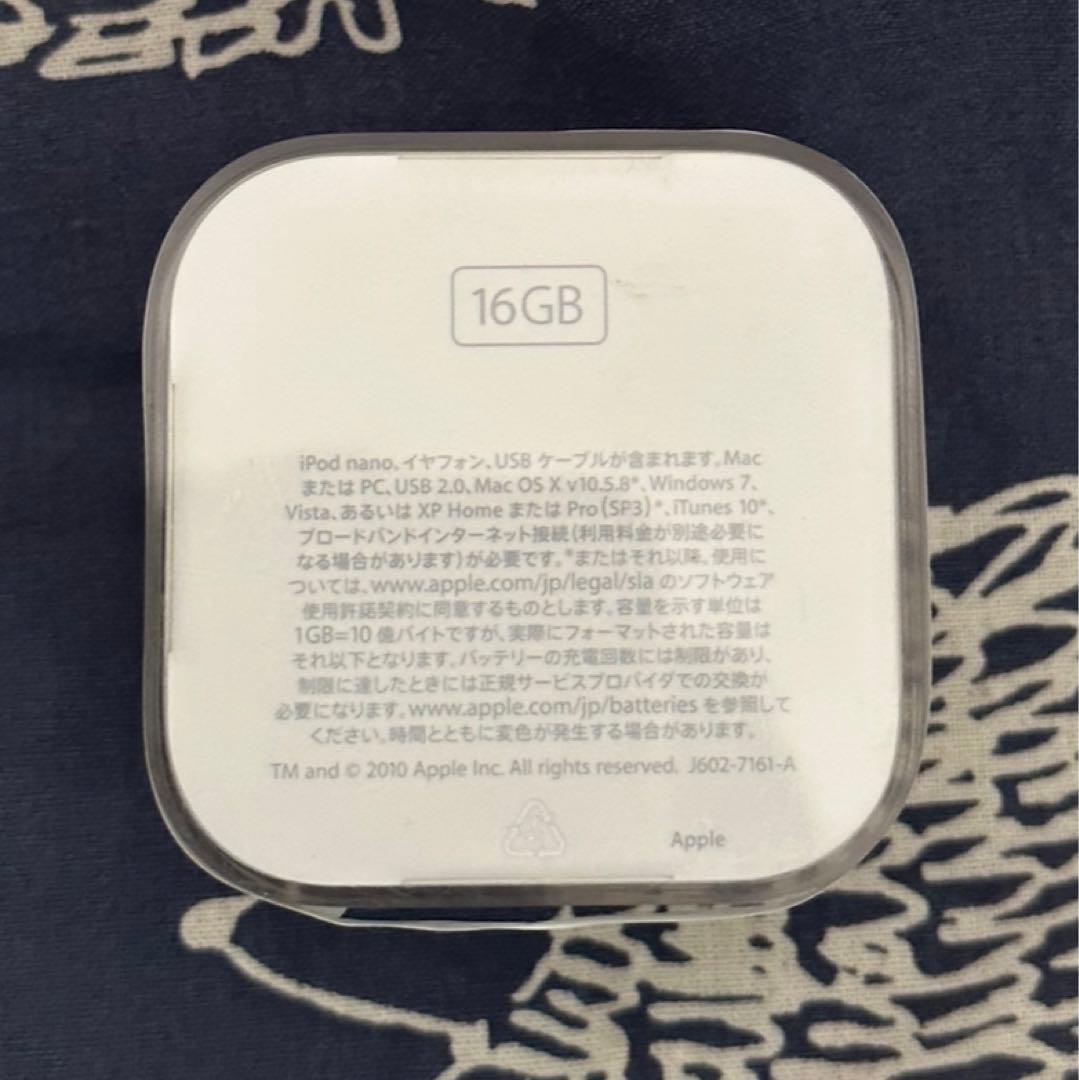 16GB
iPod nano、イヤフォン、USB ケーブルが含まれます。Mac
または PC、USB 2.0、Mac OS X v10.5.8*、Windows 7、
Vista、あるいは XP Home または Pro(SP3)*、iTunes 10*、
ブロードバンドインターネット接続(利用料金が別途必要に
なる場合があります)が必要です。*またはそれ以降。使用に
ついては、www.apple.com/jp/legal/sla のソフトウェア
使用許諾契約に同意するものとします。容量を示す単位は
1GB=10 億バイトですが、実際にフォーマットされた容量は
それ以下となります。バッテリーの充電回数には制限があり、
制限に達したときには正規サービスプロバイダでの交換が
必要になります。www.apple.com/jp/batteries を参照して
ください。時間とともに変色が発生する場合があります。
TM and © 2010 Apple Inc. All rights reserved. J602-7161-A
Apple